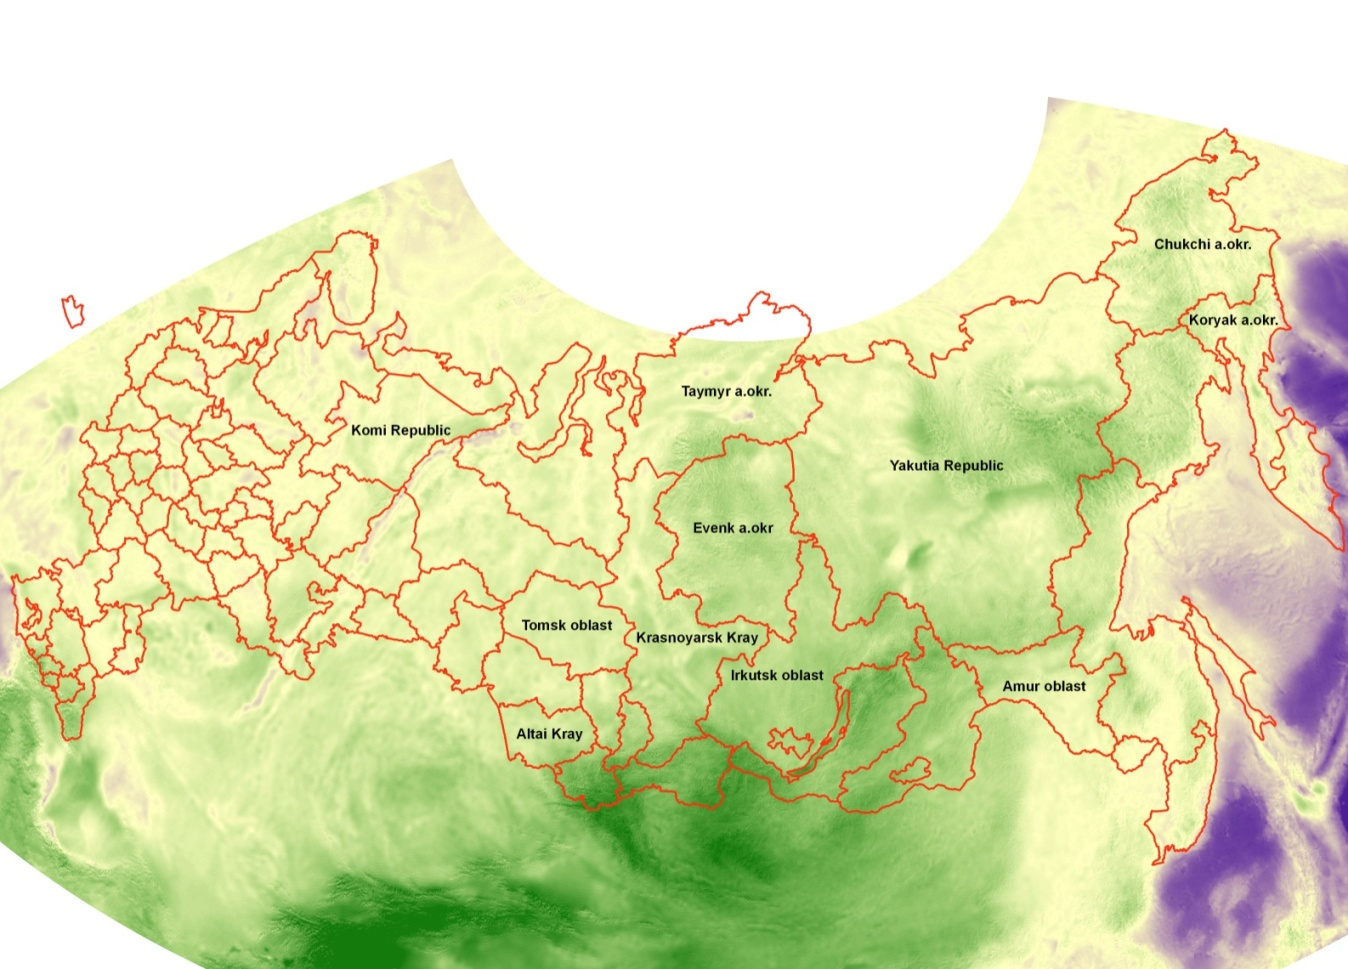 Chukchi a.okr.
Koryak a.okr.
Taymyr a.okr.
Komi Republic
Yakutia Republic
Evenk a.okr
Tomsk oblast
Krasnoyarsk Kray
Irkutsk oblast
Amur oblast
Altai Kray